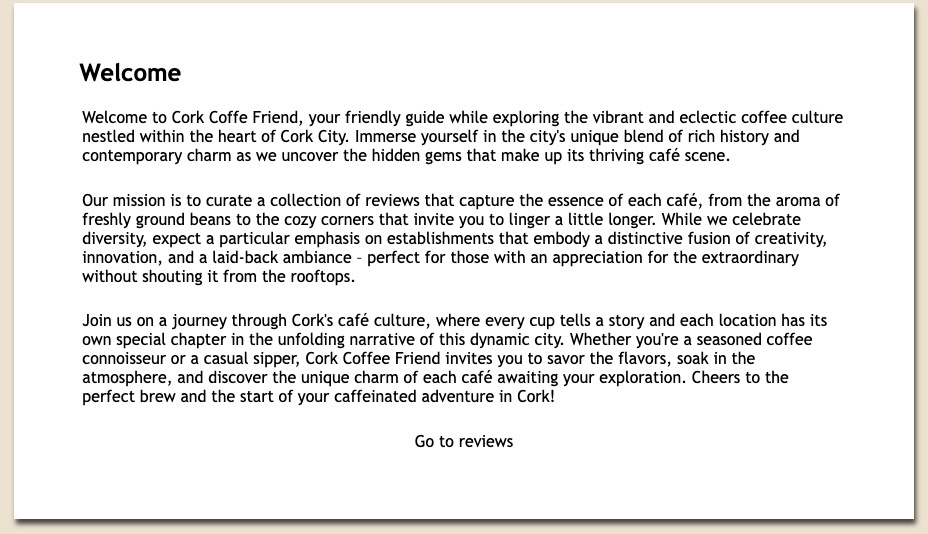 Welcome
Welcome to Cork Coffe Friend, your friendly guide while exploring the vibrant and eclectic coffee culture
nestled within the heart of Cork City. Immerse yourself in the city's unique blend of rich history and
contemporary charm as we uncover the hidden gems that make up its thriving café scene.
Our mission is to curate a collection of reviews that capture the essence of each café, from the aroma of
freshly ground beans to the cozy corners that invite you to linger a little longer. While we celebrate
diversity, expect a particular emphasis on establishments that embody a distinctive fusion of creativity,
innovation, and a laid-back ambiance – perfect for those with an appreciation for the extraordinary
without shouting it from the rooftops.
Join us on a journey through Cork's café culture, where every cup tells a story and each location has its
own special chapter in the unfolding narrative of this dynamic city. Whether you're a seasoned coffee
connoisseur or a casual sipper, Cork Coffee Friend invites you to savor the flavors, soak in the
atmosphere, and discover the unique charm of each café awaiting your exploration. Cheers to the
perfect brew and the start of your caffeinated adventure in Cork!
Go to reviews